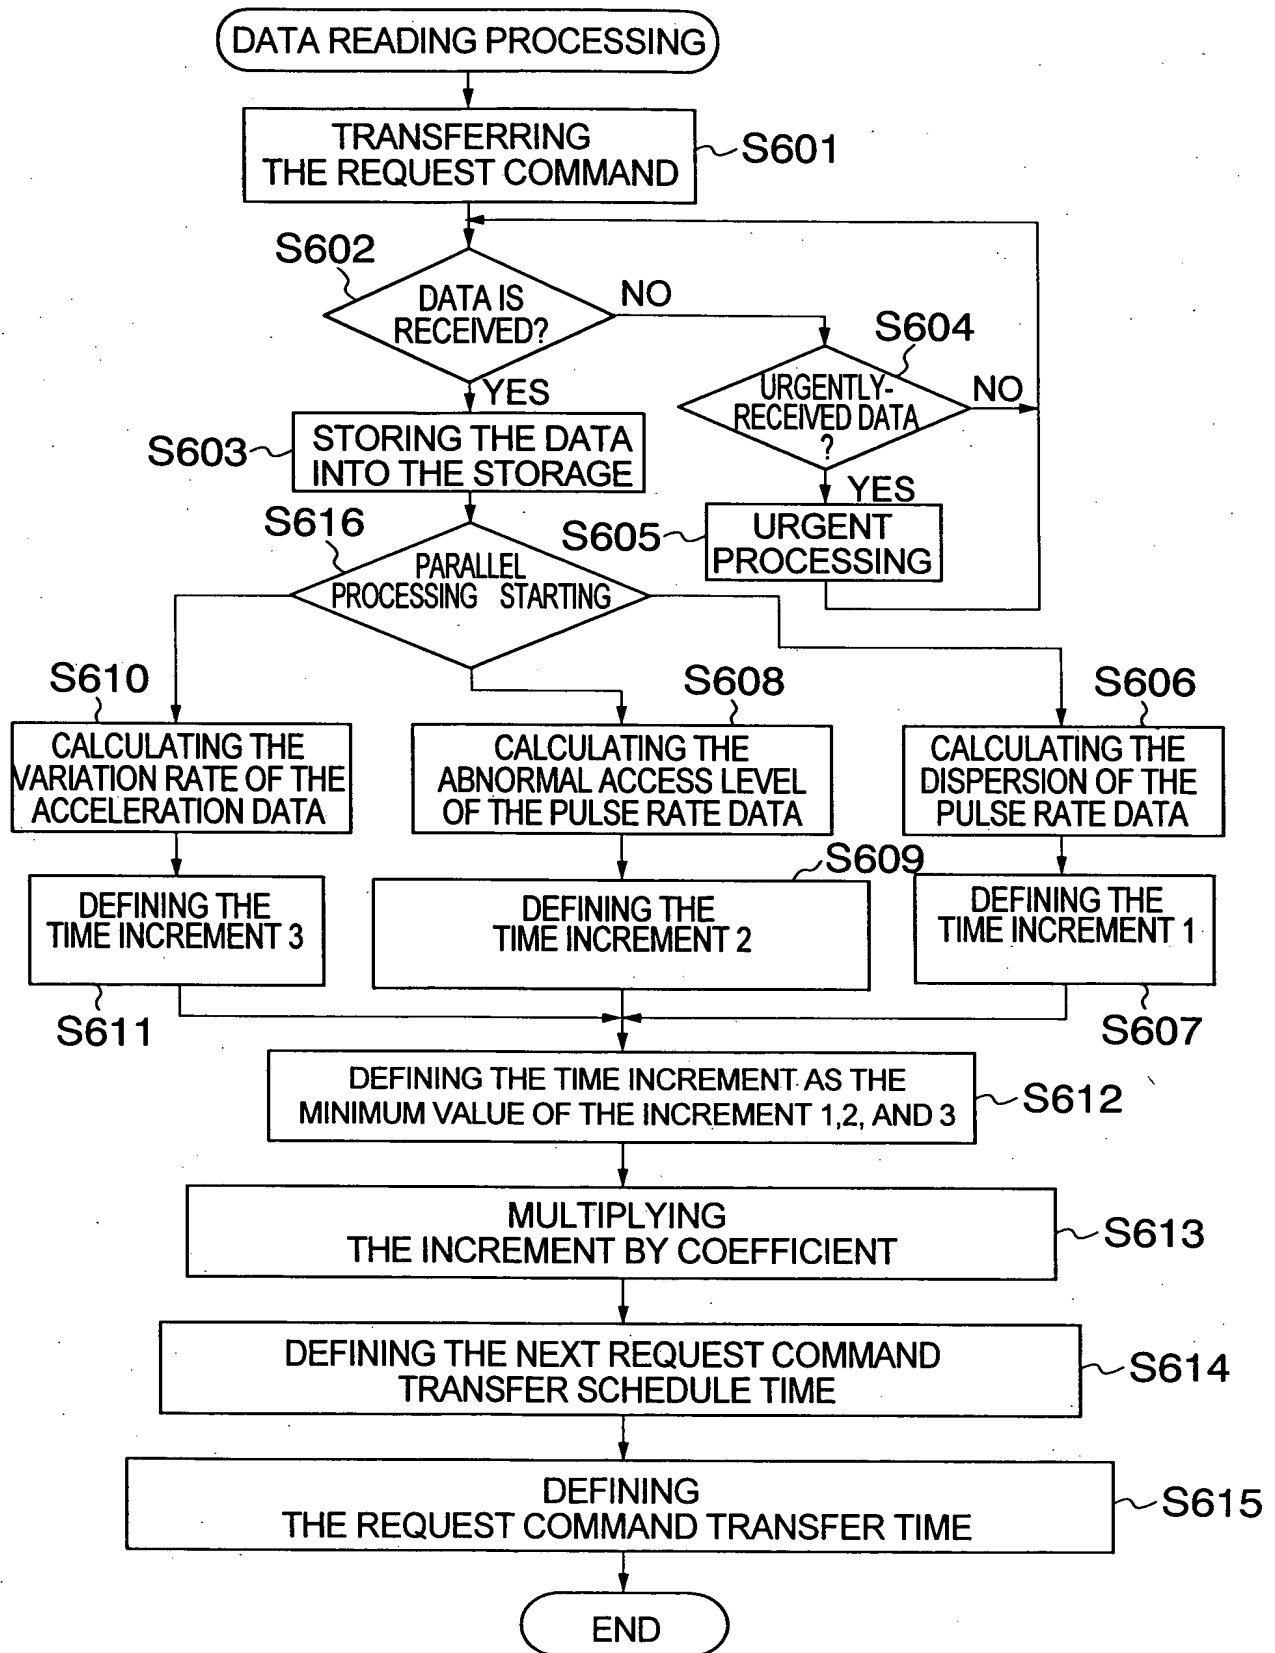 DATA READING PROCESSING
TRANSFERRING
THE REQUEST COMMAND
S601
S602
DATA IS
RECEIVED?
NO
YES
S604
URGENTLY-
RECEIVED DATA
?
NO
YES
S603
STORING THE DATA
INTO THE STORAGE
S605
URGENT
PROCESSING
S616
PARALLEL
PROCESSING STARTING
S610
CALCULATING THE
VARIATION RATE OF THE
ACCELERATION DATA
S608
CALCULATING THE
ABNORMAL ACCESS LEVEL
OF THE PULSE RATE DATA
S606
CALCULATING THE
DISPERSION OF THE
PULSE RATE DATA
DEFINING THE
TIME INCREMENT 3
S611
S609
DEFINING THE
TIME INCREMENT 2
DEFINING THE
TIME INCREMENT 1
S607
DEFINING THE TIME INCREMENT AS THE
MINIMUM VALUE OF THE INCREMENT 1,2, AND 3
S612
MULTIPLYING
THE INCREMENT BY COEFFICIENT
S613
DEFINING THE NEXT REQUEST COMMAND
TRANSFER SCHEDULE TIME
S614
DEFINING
THE REQUEST COMMAND TRANSFER TIME
S615
END